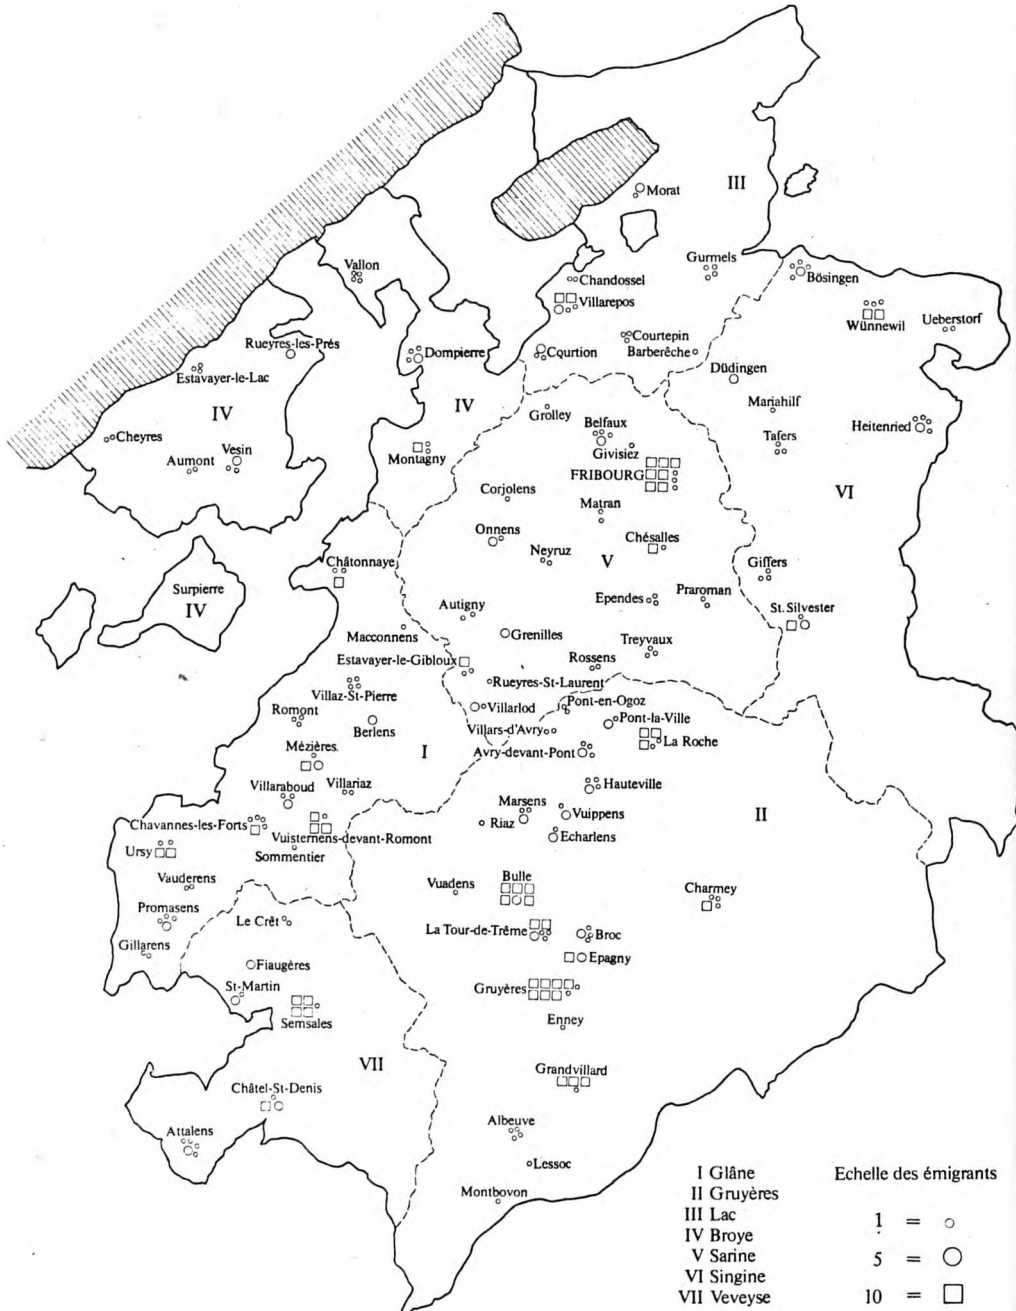 Morat
III
Gurmels
Vallon
Chandossel
Bösingen
Villarepos
Wünnewil
Ueberstorf
Rueyres-les-Prés
Dompierre
Courtion
Courtepin
Barberêche
Estavayer-le-Lac
Düdingen
IV
IV
Grolley
Mariahilf
Cheyres
Vesin
Aumont
Montagny
Belfaux
Givisiez
Tafers
Heitenried
FRIBOURG
VI
Corjolens
Matran
Onnens
Neyruz
Chésalles
V
Châtonnaye
Giffers
Surpierre
IV
Autigny
Ependes
Praroman
St. Silvester
Macconnens
Grenilles
Treyvaux
Estavayer-le-Gibloux
Rossens
Rueyres-St-Laurent
Villaz-St-Pierre
Villarlod
Pont-en-Ogoz
Romont
Berlens
Pont-la-Ville
Villars-d'Avry
La Roche
Mézières
I
Avry-devant-Pont
Villaraboud
Villariaz
Hauteville
Marsens
Vuippens
Chavannes-les-Forts
Riaz
II
Vuisternens-devant-Romont
Echarlens
Ursy
Sommentier
Vauderens
Vuadens
Bulle
Charmey
Promasens
Le Crêt
La Tour-de-Trême
Broc
Gillarens
Fiaugères
Epagny
St-Martin
Gruyères
Semsales
Enney
VII
Grandvillard
Châtel-St-Denis
Albeuve
Attalens
Lessoc
Montbovon
I Glâne
II Gruyères
III Lac
IV Broye
V Sarine
VI Singine
VII Veveyse
Echelle des émigrants
1 =
5 =
10 =